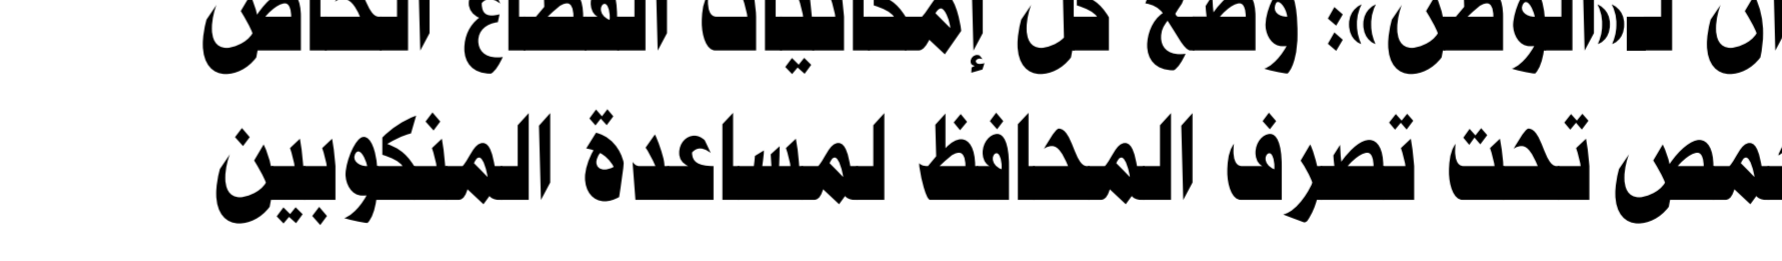 لـ«الوطن»: وضع كل إمكانيات القطاع الخاص
تحت تصرف المحافظ لمساعدة المنكوبين